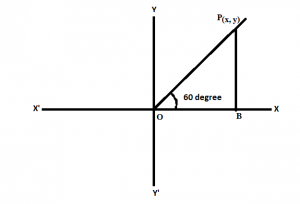 Y
P(x, y)
60 degree
X'
O
B
X
Y'